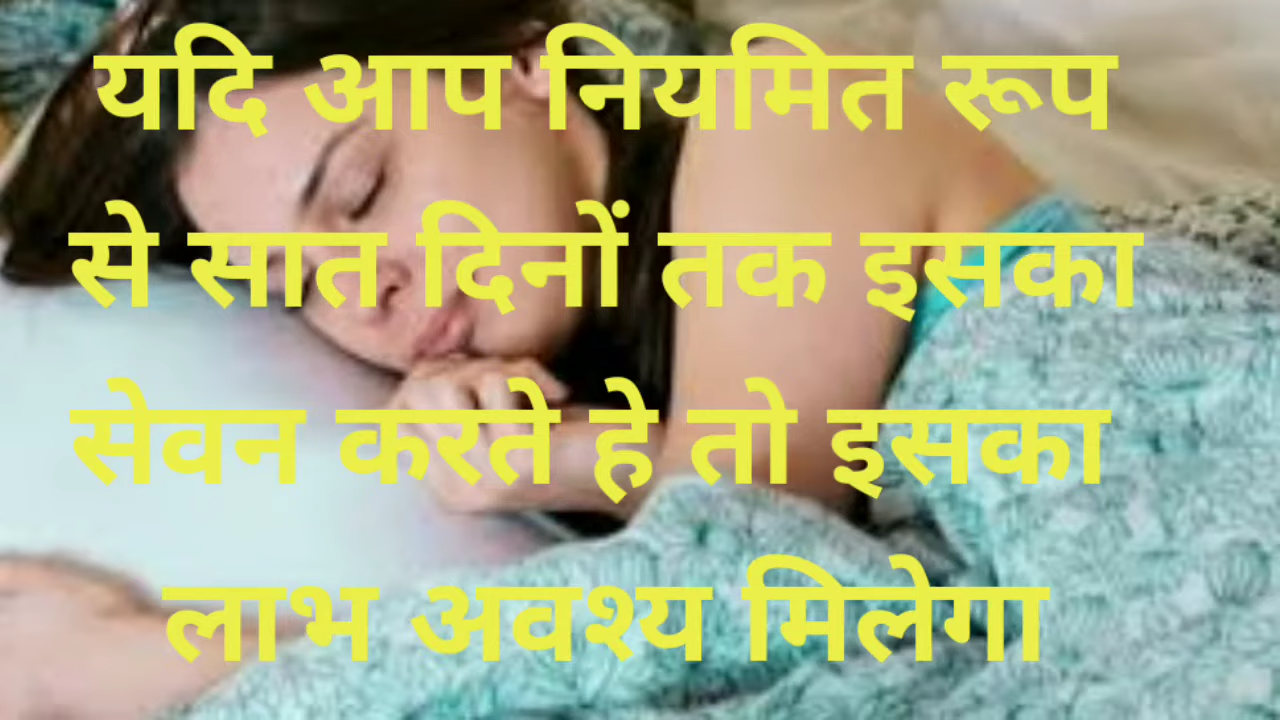 यदि आप नियमित रूप
से सात दिनों तक इसका
सेवन करते हे तो इसका
लाभ अवश्य मिलेगा